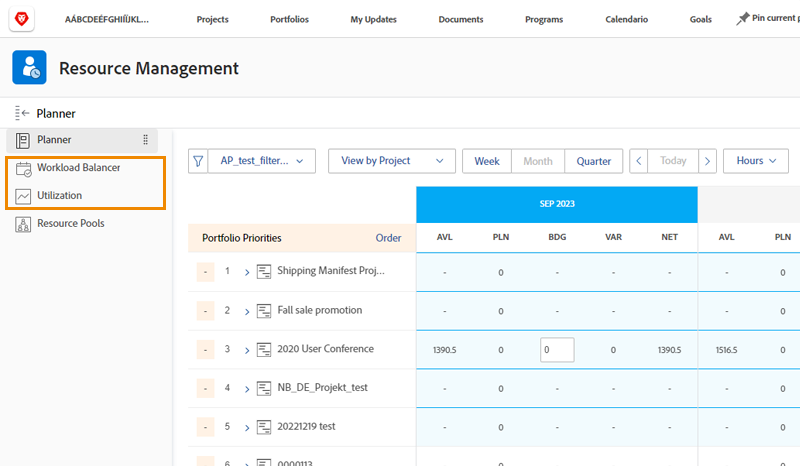 AÁBCDEÉFGHIÍÏJKL... Projects Portfolios My Updates Documents Programs Calendario Goals Pin current p
Resource Management
Planner
Planner
Workload Balancer
Utilization
Resource Pools
AP_test_filter... View by Project Week Month Quarter Today Hours
SEP 2023
Portfolio Priorities Order AVL PLN BDG VAR NET AVL PLN
- 1 Shipping Manifest Proj... - 0 - - - - 0
- 2 Fall sale promotion - 0 - - - - 0
- 3 2020 User Conference 1390.5 0 0 0 1390.5 1516.5 0
- 4 NB_DE_Projekt_test - 0 - - - - 0
- 5 20221219 test - 0 - - - - 0
- 6 0000113 0 0